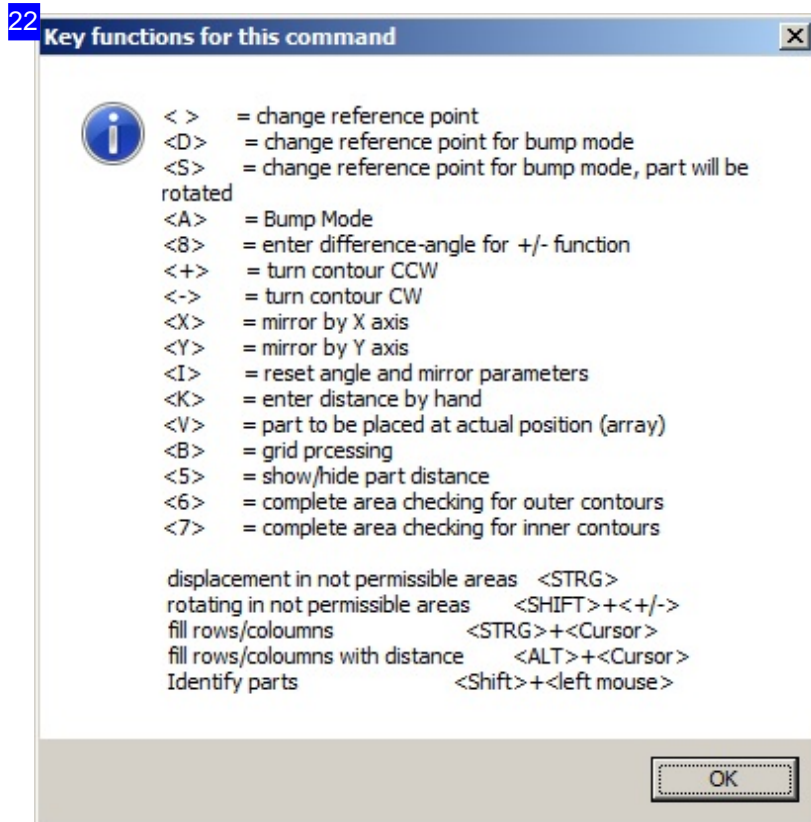 22
Key functions for this command
< > = change reference point
<D> = change reference point for bump mode
<S> = change reference point for bump mode, part will be
rotated
<A> = Bump Mode
<8> = enter difference-angle for +/- function
<+> = turn contour CCW
<-> = turn contour CW
<X> = mirror by X axis
<Y> = mirror by Y axis
<I> = reset angle and mirror parameters
<K> = enter distance by hand
<V> = part to be placed at actual position (array)
<B> = grid prcessing
<5> = show/hide part distance
<6> = complete area checking for outer contours
<7> = complete area checking for inner contours
displacement in not permissible areas <STRG>
rotating in not permissible areas <SHIFT>+<+/->
fill rows/coloumns <STRG>+<Cursor>
fill rows/coloumns with distance <ALT>+<Cursor>
Identify parts <Shift>+<left mouse>
OK